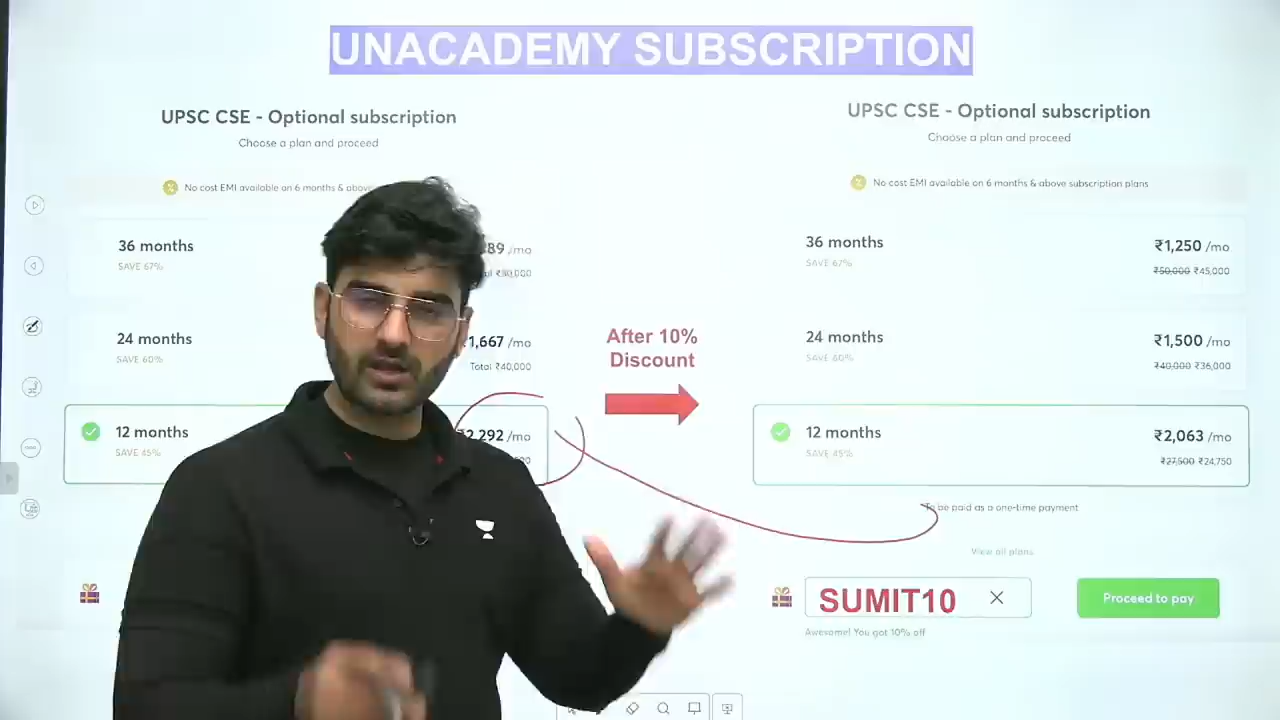 UNACADEMY SUBSCRIPTION
UPSC CSE - Optional subscription
Choose a plan and proceed
No cost EMI available on 6 months & above
36 months
SAVE 67%
89 /mo
24 months
SAVE 60%
1,667 /mo
Total ₹40,000
12 months
SAVE 45%
₹2,292 /mo
After 10%
Discount
UPSC CSE - Optional subscription
Choose a plan and proceed
No cost EMI available on 6 months & above subscription plans
36 months
SAVE 67%
₹1,250 /mo
₹50,000 ₹45,000
24 months
SAVE 60%
₹1,500 /mo
₹40,000 ₹36,000
12 months
SAVE 45%
₹2,063 /mo
₹27,500 ₹24,750
To be paid as a one-time payment
View all plans
SUMIT10
Proceed to pay
Awesome! You got 10% off